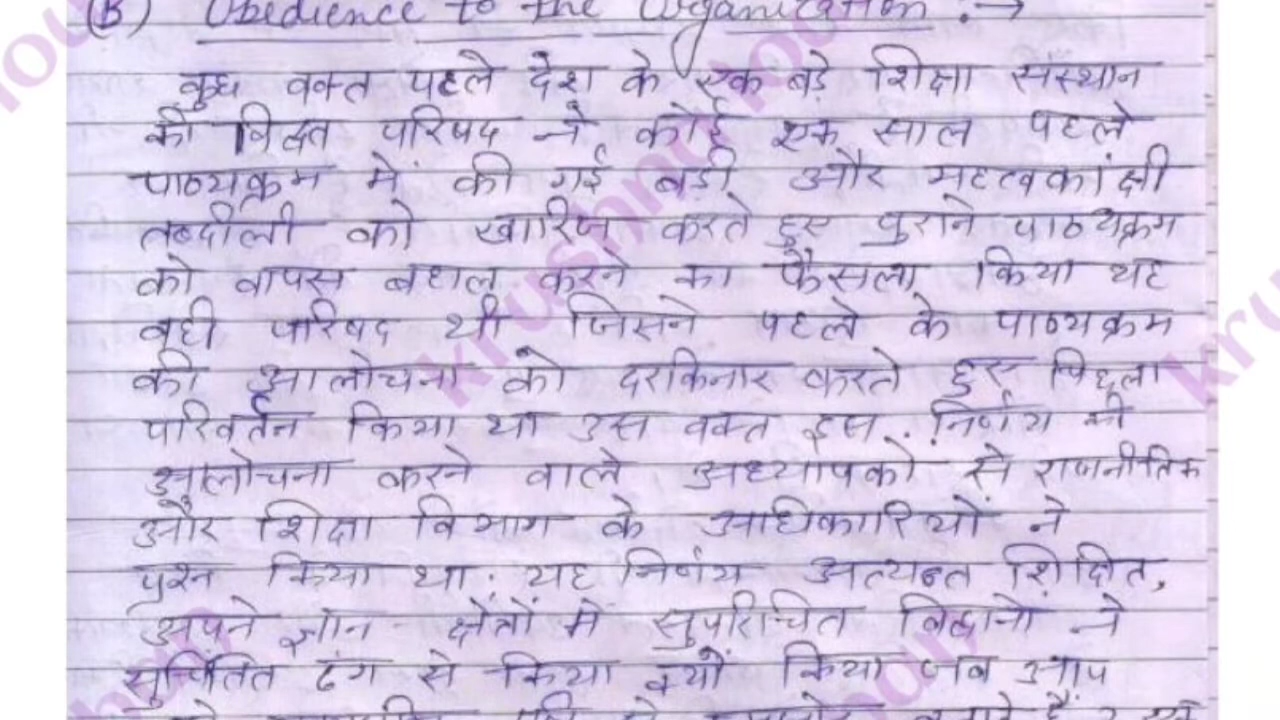 (B) Obedience to the Organization :→
कुछ वक्त पहले देश के एक बड़े शिक्षा संस्थान
की विद्वत परिषद ने कोई एक साल पहले
पाठ्यक्रम में की गई बड़ी और महत्वकांक्षी
तब्दीली को खारिज करते हुए पुराने पाठ्यक्रम
को वापस बहाल करने का फैसला किया यह
वही परिषद थी जिसने पहले के पाठ्यक्रम
की आलोचना को दरकिनार करते हुए पिछला
परिवर्तन किया था उस वक्त इस निर्णय की
आलोचना करने वाले अध्यापकों से राजनीतिक
और शिक्षा विभाग के अधिकारियों ने
प्रश्न किया था. यह निर्णय अत्यन्त शिक्षित,
अपने ज्ञान क्षेत्रों में सुपरिचित विद्वानों ने
सुचिंतित ढंग से किया क्यों किया जब आप
krushna